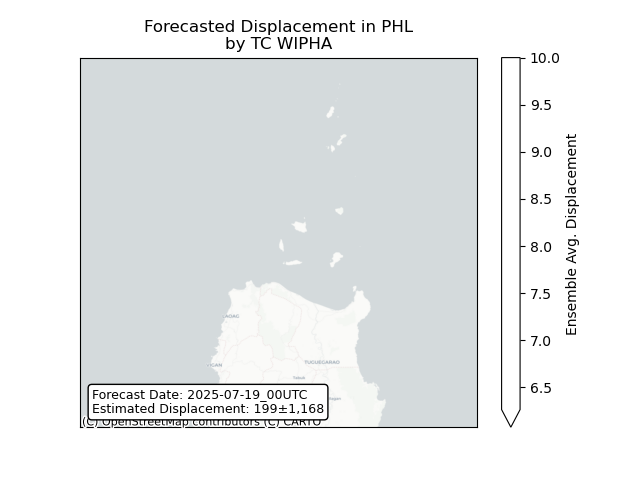 Forecasted Displacement in PHL
by TC WIPHA
10.0
9.5
9.0
8.5
8.0
7.5
7.0
6.5
Ensemble Avg. Displacement
LAOAG
TUGUEGARAO
Forecast Date: 2025-07-19_00UTC
Estimated Displacement: 199±1,168
(C) OpenStreetMap contributors (C) CARTO